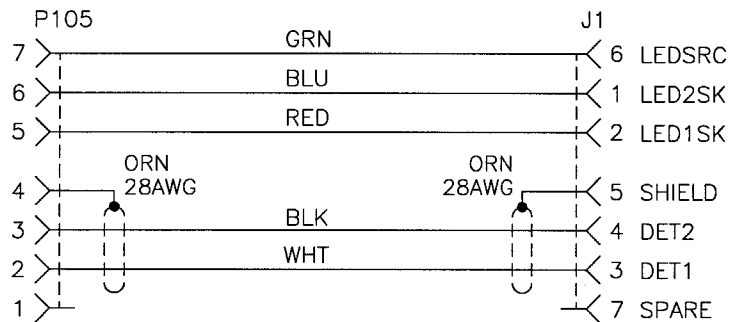 P105 J1
7 GRN 6 LEDSRC
6 BLU 1 LED2SK
5 RED 2 LED1SK
ORN ORN
4 28AWG 28AWG 5 SHIELD
3 BLK 4 DET2
2 WHT 3 DET1
1 7 SPARE